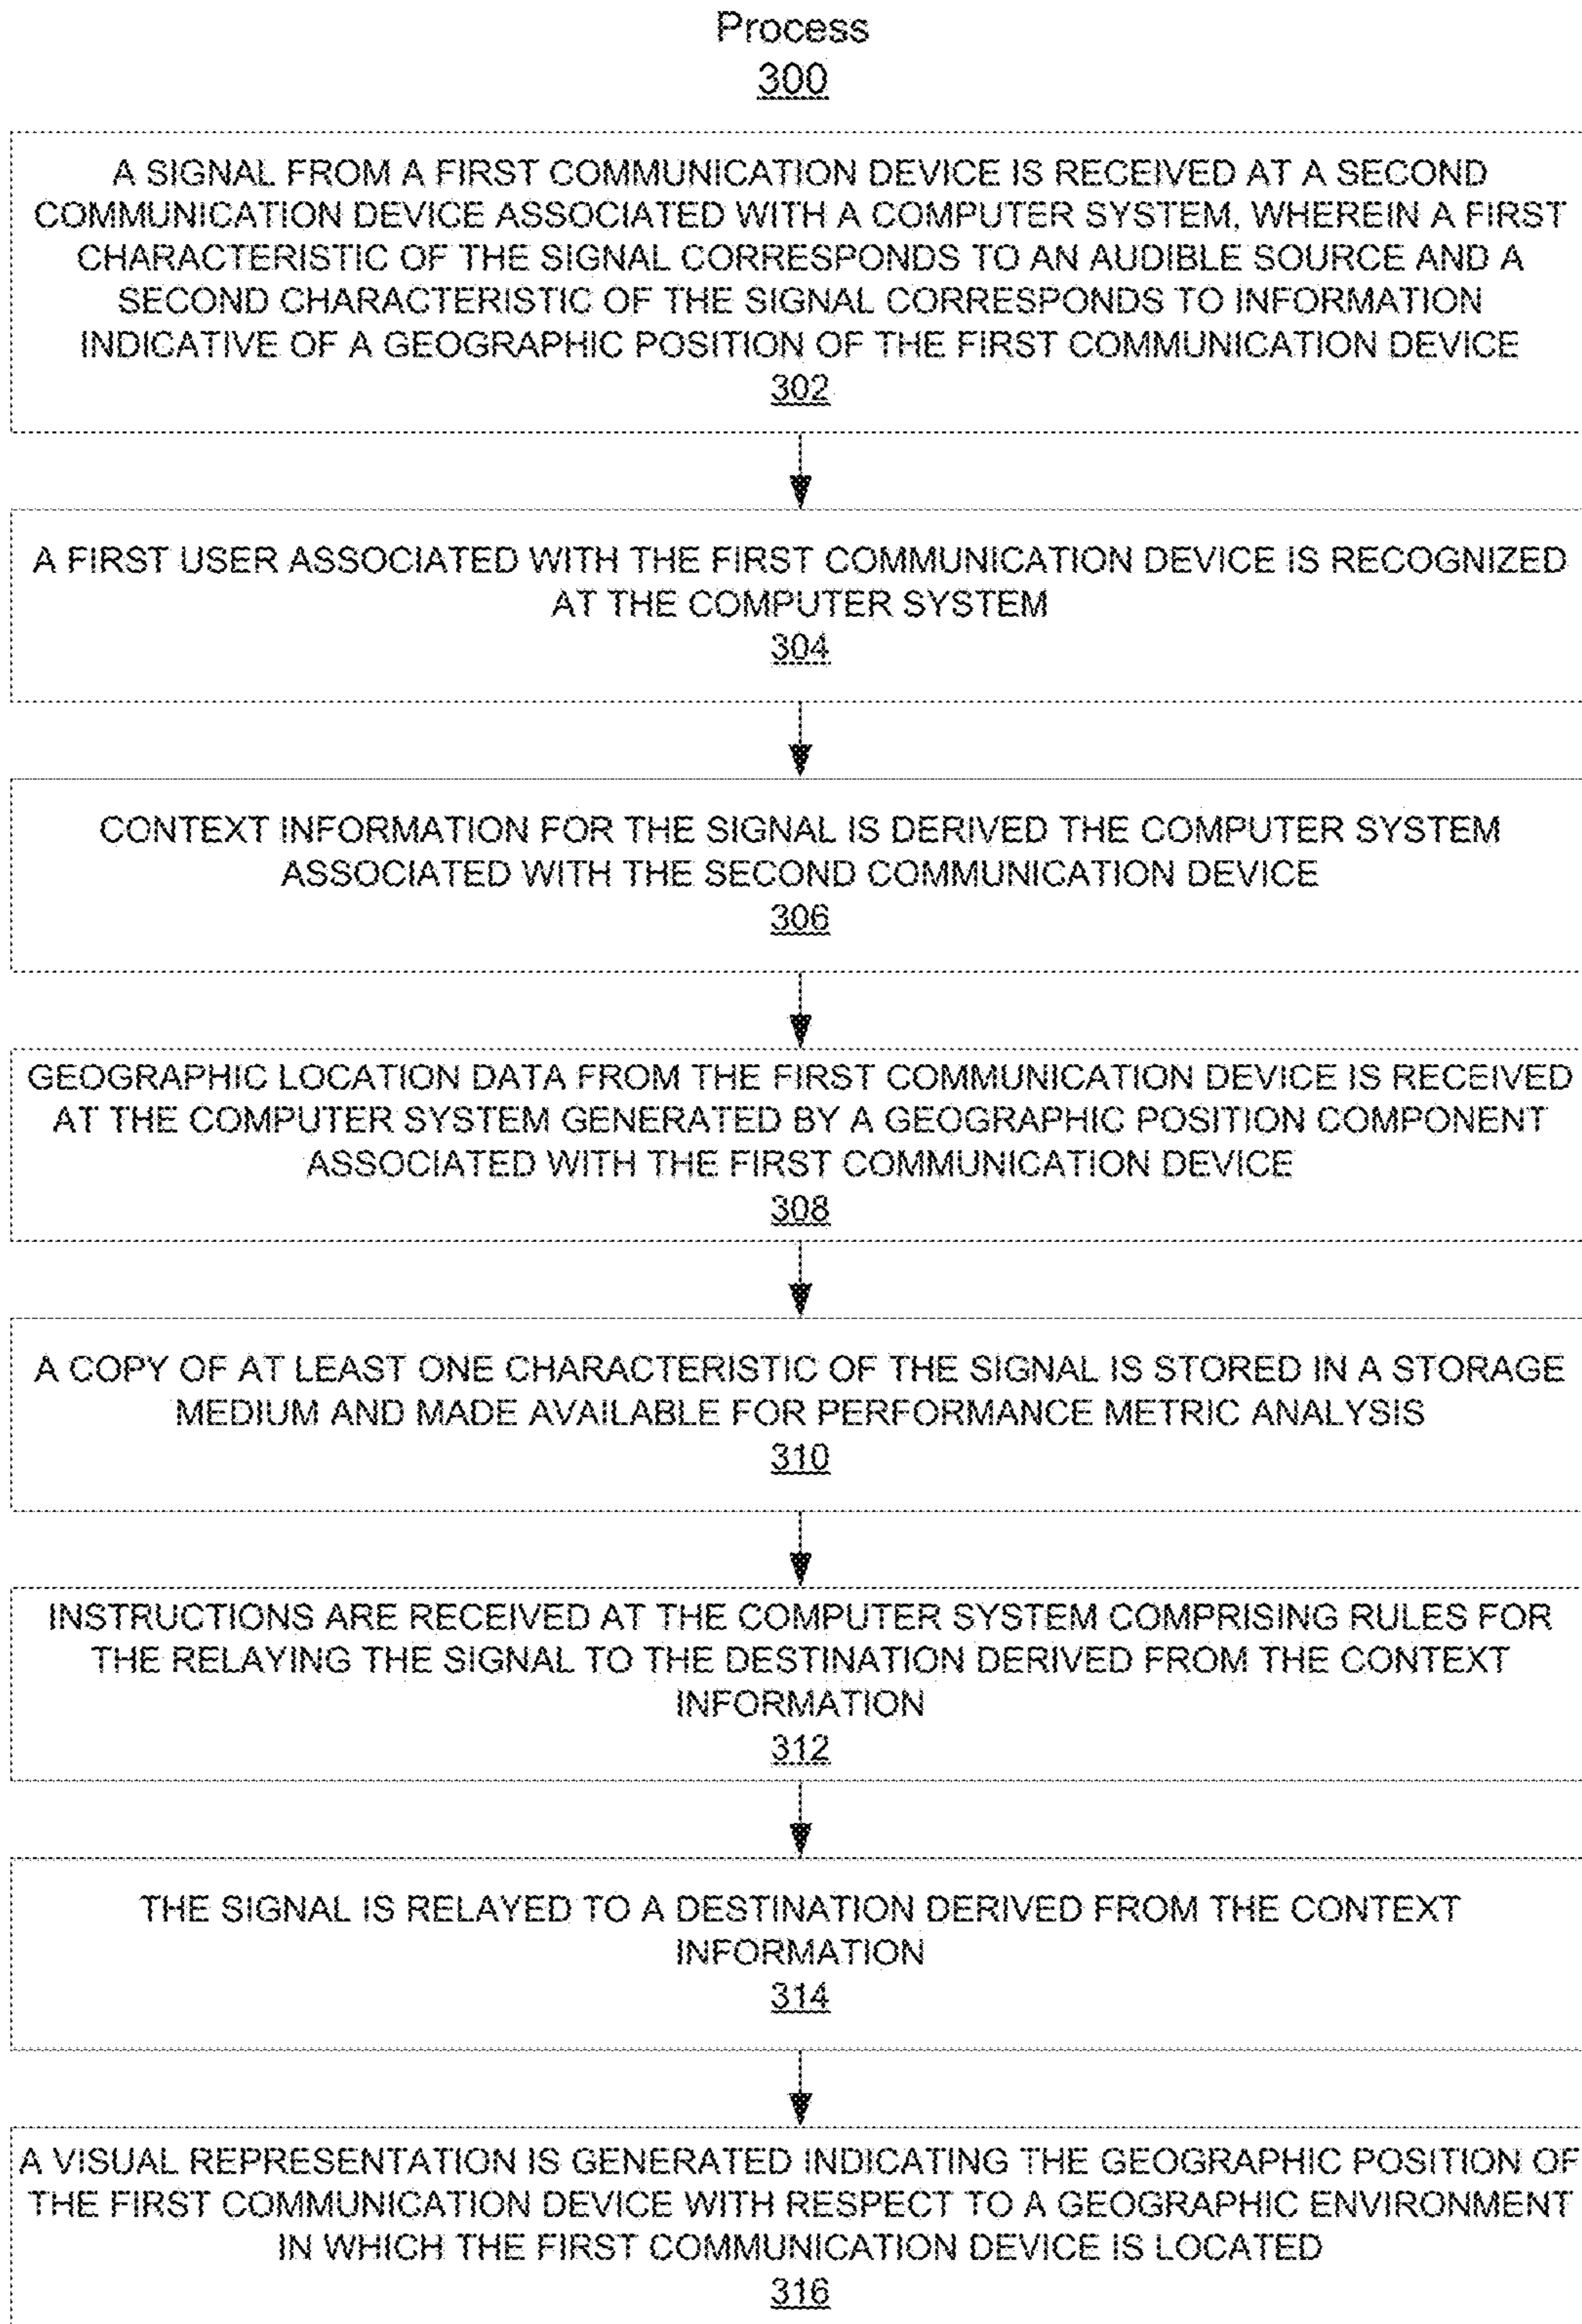 Process
300
A SIGNAL FROM A FIRST COMMUNICATION DEVICE IS RECEIVED AT A SECOND
COMMUNICATION DEVICE ASSOCIATED WITH A COMPUTER SYSTEM, WHEREIN A FIRST
CHARACTERISTIC OF THE SIGNAL CORRESPONDS TO AN AUDIBLE SOURCE AND A
SECOND CHARACTERISTIC OF THE SIGNAL CORRESPONDS TO INFORMATION
INDICATIVE OF A GEOGRAPHIC POSITION OF THE FIRST COMMUNICATION DEVICE
302
A FIRST USER ASSOCIATED WITH THE FIRST COMMUNICATION DEVICE IS RECOGNIZED
AT THE COMPUTER SYSTEM
304
CONTEXT INFORMATION FOR THE SIGNAL IS DERIVED THE COMPUTER SYSTEM
ASSOCIATED WITH THE SECOND COMMUNICATION DEVICE
306
GEOGRAPHIC LOCATION DATA FROM THE FIRST COMMUNICATION DEVICE IS RECEIVED
AT THE COMPUTER SYSTEM GENERATED BY A GEOGRAPHIC POSITION COMPONENT
ASSOCIATED WITH THE FIRST COMMUNICATION DEVICE
308
A COPY OF AT LEAST ONE CHARACTERISTIC OF THE SIGNAL IS STORED IN A STORAGE
MEDIUM AND MADE AVAILABLE FOR PERFORMANCE METRIC ANALYSIS
310
INSTRUCTIONS ARE RECEIVED AT THE COMPUTER SYSTEM COMPRISING RULES FOR
THE RELAYING THE SIGNAL TO THE DESTINATION DERIVED FROM THE CONTEXT
INFORMATION
312
THE SIGNAL IS RELAYED TO A DESTINATION DERIVED FROM THE CONTEXT
INFORMATION
314
A VISUAL REPRESENTATION IS GENERATED INDICATING THE GEOGRAPHIC POSITION OF
THE FIRST COMMUNICATION DEVICE WITH RESPECT TO A GEOGRAPHIC ENVIRONMENT
IN WHICH THE FIRST COMMUNICATION DEVICE IS LOCATED
316